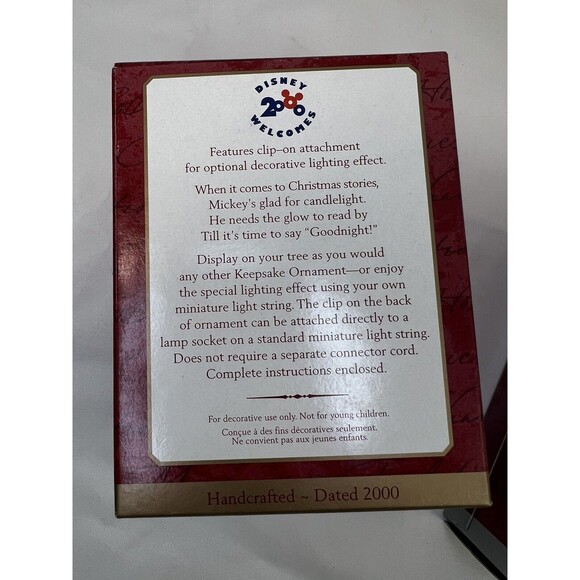 DISNEY
2000
WELCOMES
Features clip–on attachment
for optional decorative lighting effect.
When it comes to Christmas stories,
Mickey's glad for candlelight.
He needs the glow to read by
Till it's time to say “Goodnight!”
Display on your tree as you would
any other Keepsake Ornament—or enjoy
the special lighting effect using your own
miniature light string. The clip on the back
of ornament can be attached directly to a
lamp socket on a standard miniature light string.
Does not require a separate connector cord.
Complete instructions enclosed.
For decorative use only. Not for young children.
Conçue à des fins décoratives seulement.
Ne convient pas aux jeunes enfants.
Handcrafted ~ Dated 2000